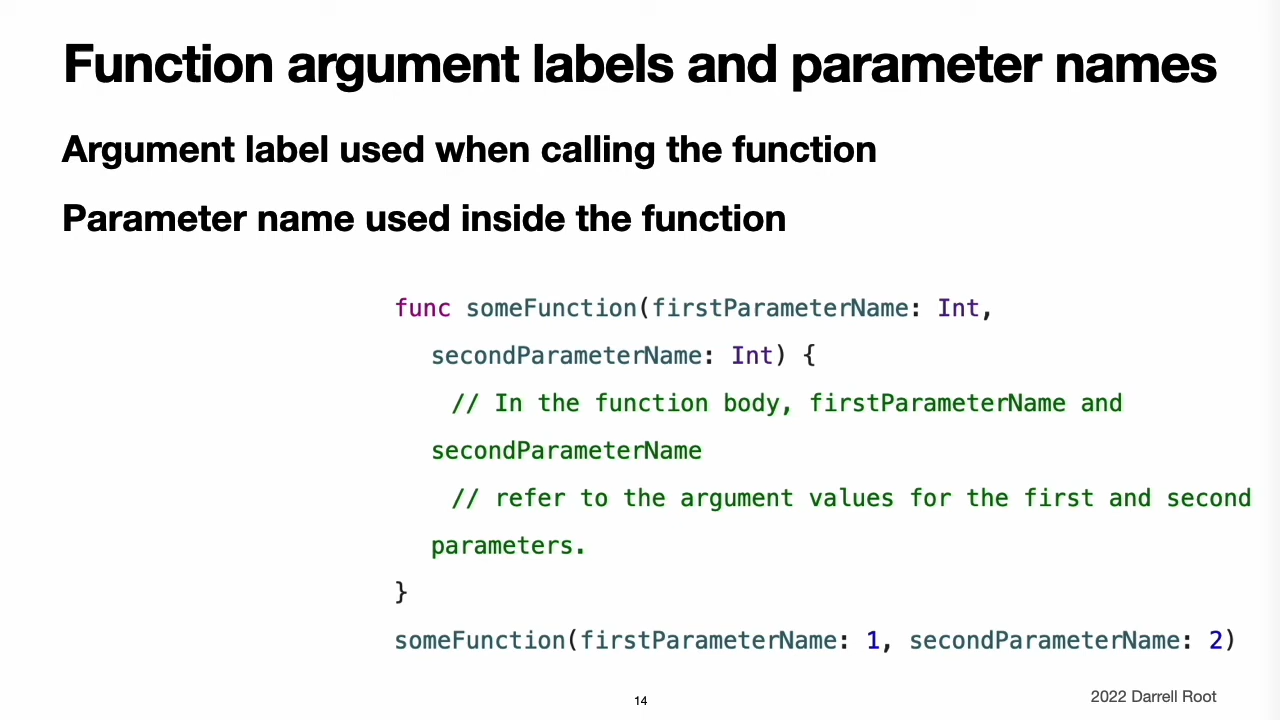 Function argument labels and parameter names
Argument label used when calling the function
Parameter name used inside the function
func someFunction(firstParameterName: Int,
secondParameterName: Int) {
// In the function body, firstParameterName and
secondParameterName
// refer to the argument values for the first and second
parameters.
}
someFunction(firstParameterName: 1, secondParameterName: 2)
14
2022 Darrell Root